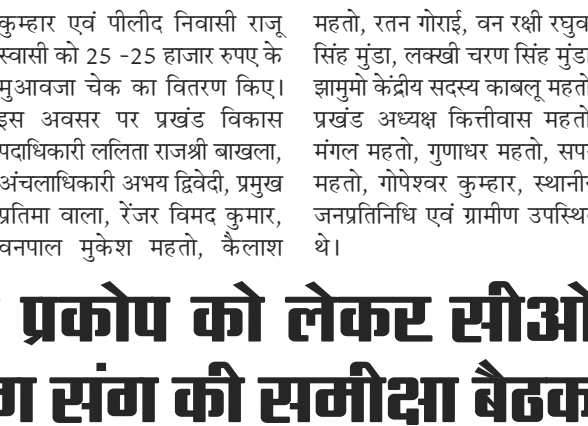 कुम्हार एवं पीलीद निवासी राजू
स्वासी को 25 -25 हजार रुपए के
मुआवजा चेक का वितरण किए।
इस अवसर पर प्रखंड विकास
पदाधिकारी ललिता राजश्री बाखला,
अंचलाधिकारी अभय द्विवेदी, प्रमुख
प्रतिमा वाला, रेंजर विमद कुमार,
वनपाल मुकेश महतो, कैलाश
महतो, रतन गोराई, वन रक्षी
सिंह मुंडा, लक्खी चरण सिंह मुंडा
झामुमो केंद्रीय सदस्य काबलू महतो
प्रखंड अध्यक्ष कित्तीवास महतो
मंगल महतो, गुणाधर महतो,
महतो, गोपेश्वर कुम्हार,
जनप्रतिनिधि एवं ग्रामीण
थे।
प्रकोप को लेकर सीओ
संग की समीक्षा बैठक